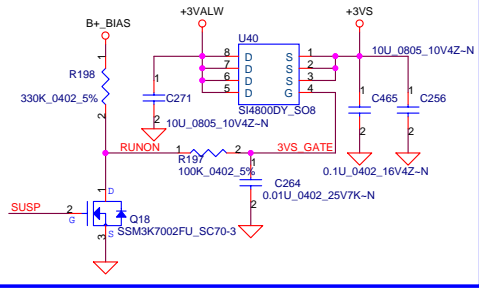 B+_BIAS
+3VALW
+3VS
U40
8 D S 1
7 D S 2
6 D S 3
5 D G 4
SI4800DY_SO8
10U_0805_10V4Z~N
1
R198
330K_0402_5%
2
1
C271
2
10U_0805_10V4Z~N
1
C465
2
1
C256
2
0.1U_0402_16V4Z~N
RUNON
1 2
R197
100K_0402_5%
3VS_GATE
1
C264
0.01U_0402_25V7K~N
2
SUSP
2
G
1
D
S
3
Q18
SSM3K7002FU_SC70-3